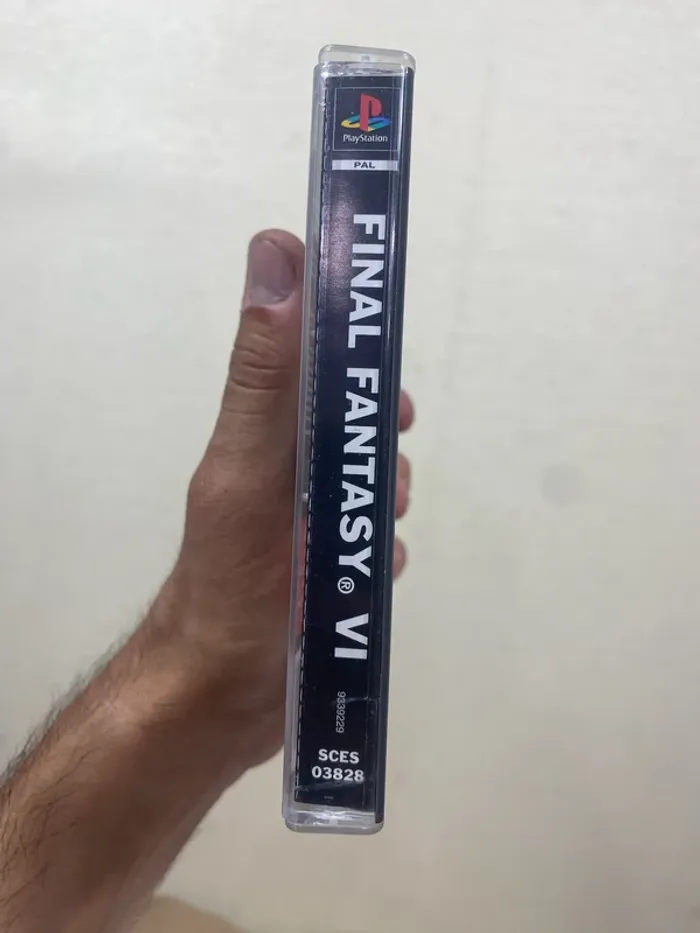 PlayStation
PAL
FINAL FANTASY® VI
9339229
SCES
03828